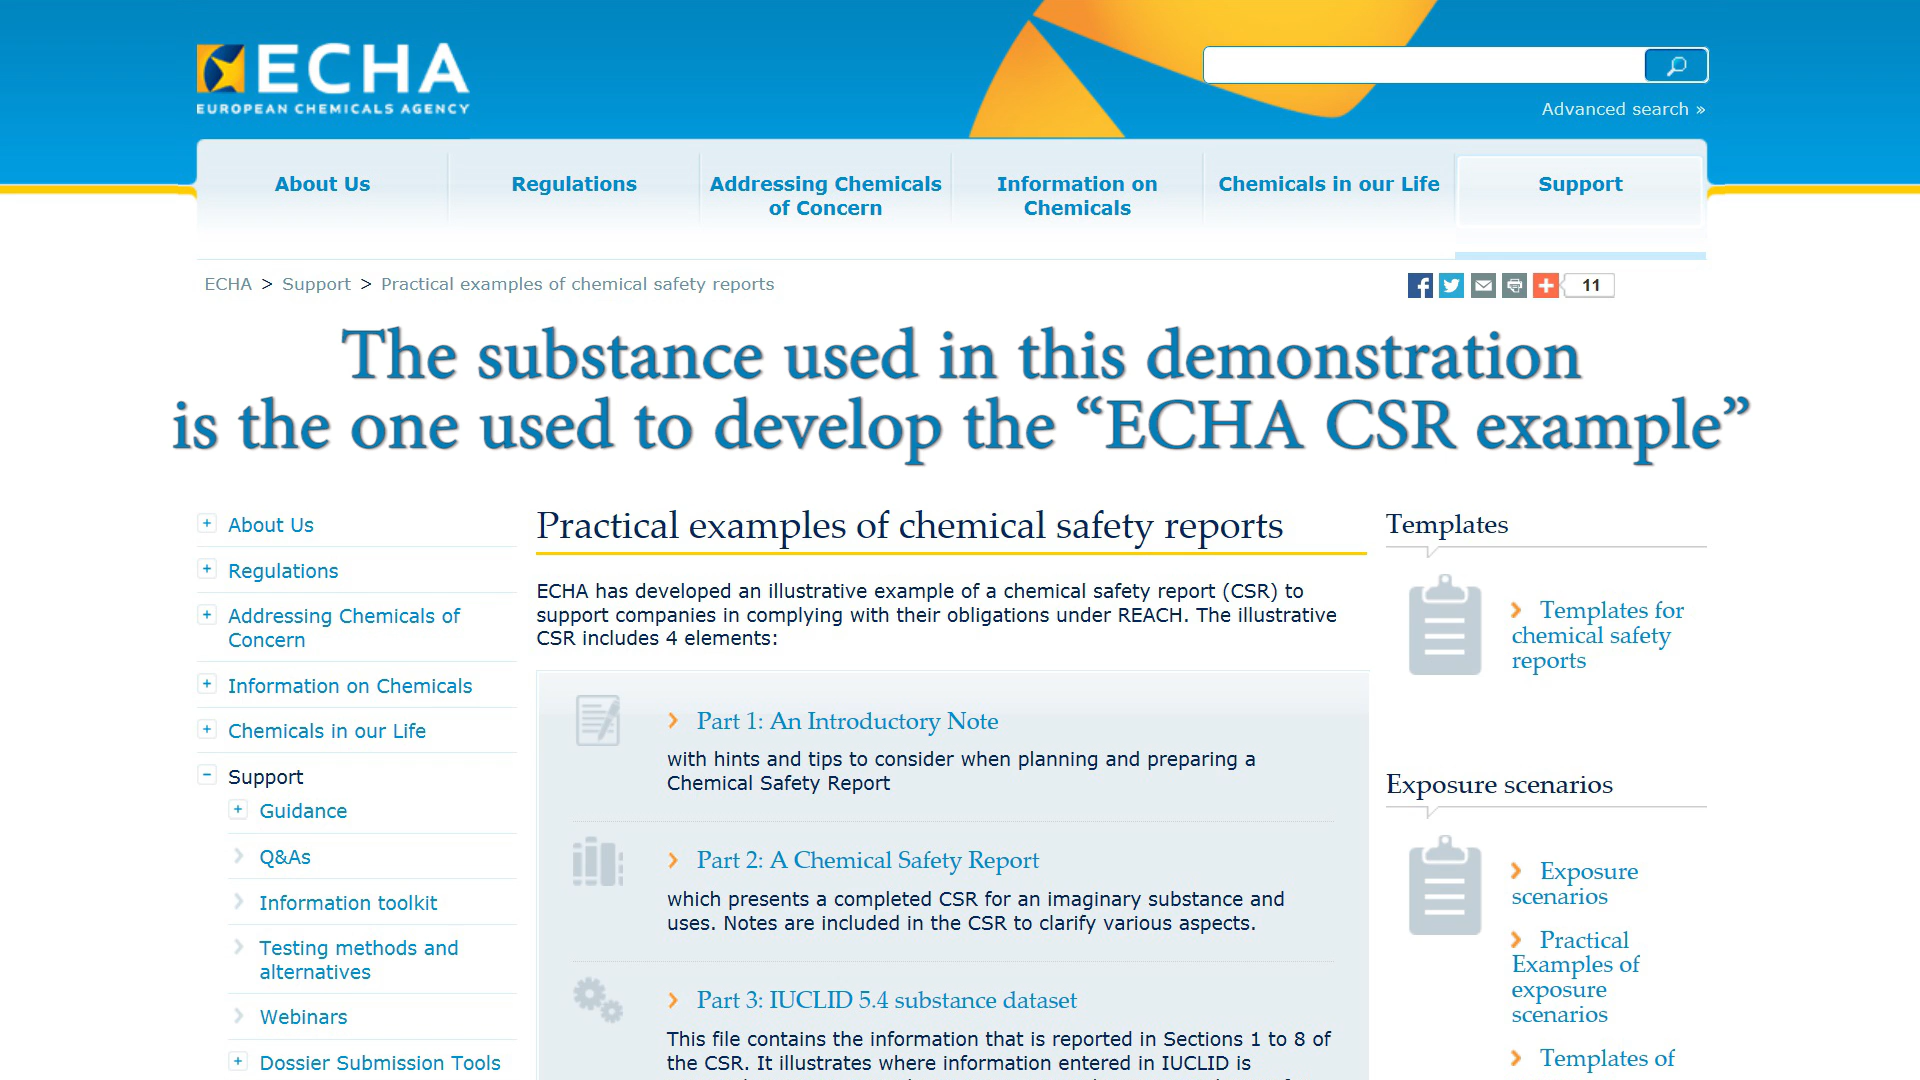 ECHA
EUROPEAN CHEMICALS AGENCY
Advanced search »
About Us
Regulations
Addressing Chemicals
of Concern
Information on
Chemicals
Chemicals in our Life
Support
ECHA > Support > Practical examples of chemical safety reports
11
The substance used in this demonstration
is the one used to develop the “ECHA CSR example”
About Us
Regulations
Addressing Chemicals of
Concern
Information on Chemicals
Chemicals in our Life
Support
Guidance
Q&As
Information toolkit
Testing methods and
alternatives
Webinars
Dossier Submission Tools
Practical examples of chemical safety reports
ECHA has developed an illustrative example of a chemical safety report (CSR) to
support companies in complying with their obligations under REACH. The illustrative
CSR includes 4 elements:
Part 1: An Introductory Note
with hints and tips to consider when planning and preparing a
Chemical Safety Report
Part 2: A Chemical Safety Report
which presents a completed CSR for an imaginary substance and
uses. Notes are included in the CSR to clarify various aspects.
Part 3: IUCLID 5.4 substance dataset
This file contains the information that is reported in Sections 1 to 8 of
the CSR. It illustrates where information entered in IUCLID is
Templates
Templates for
chemical safety
reports
Exposure scenarios
Exposure
scenarios
Practical
Examples of
exposure
scenarios
Templates of